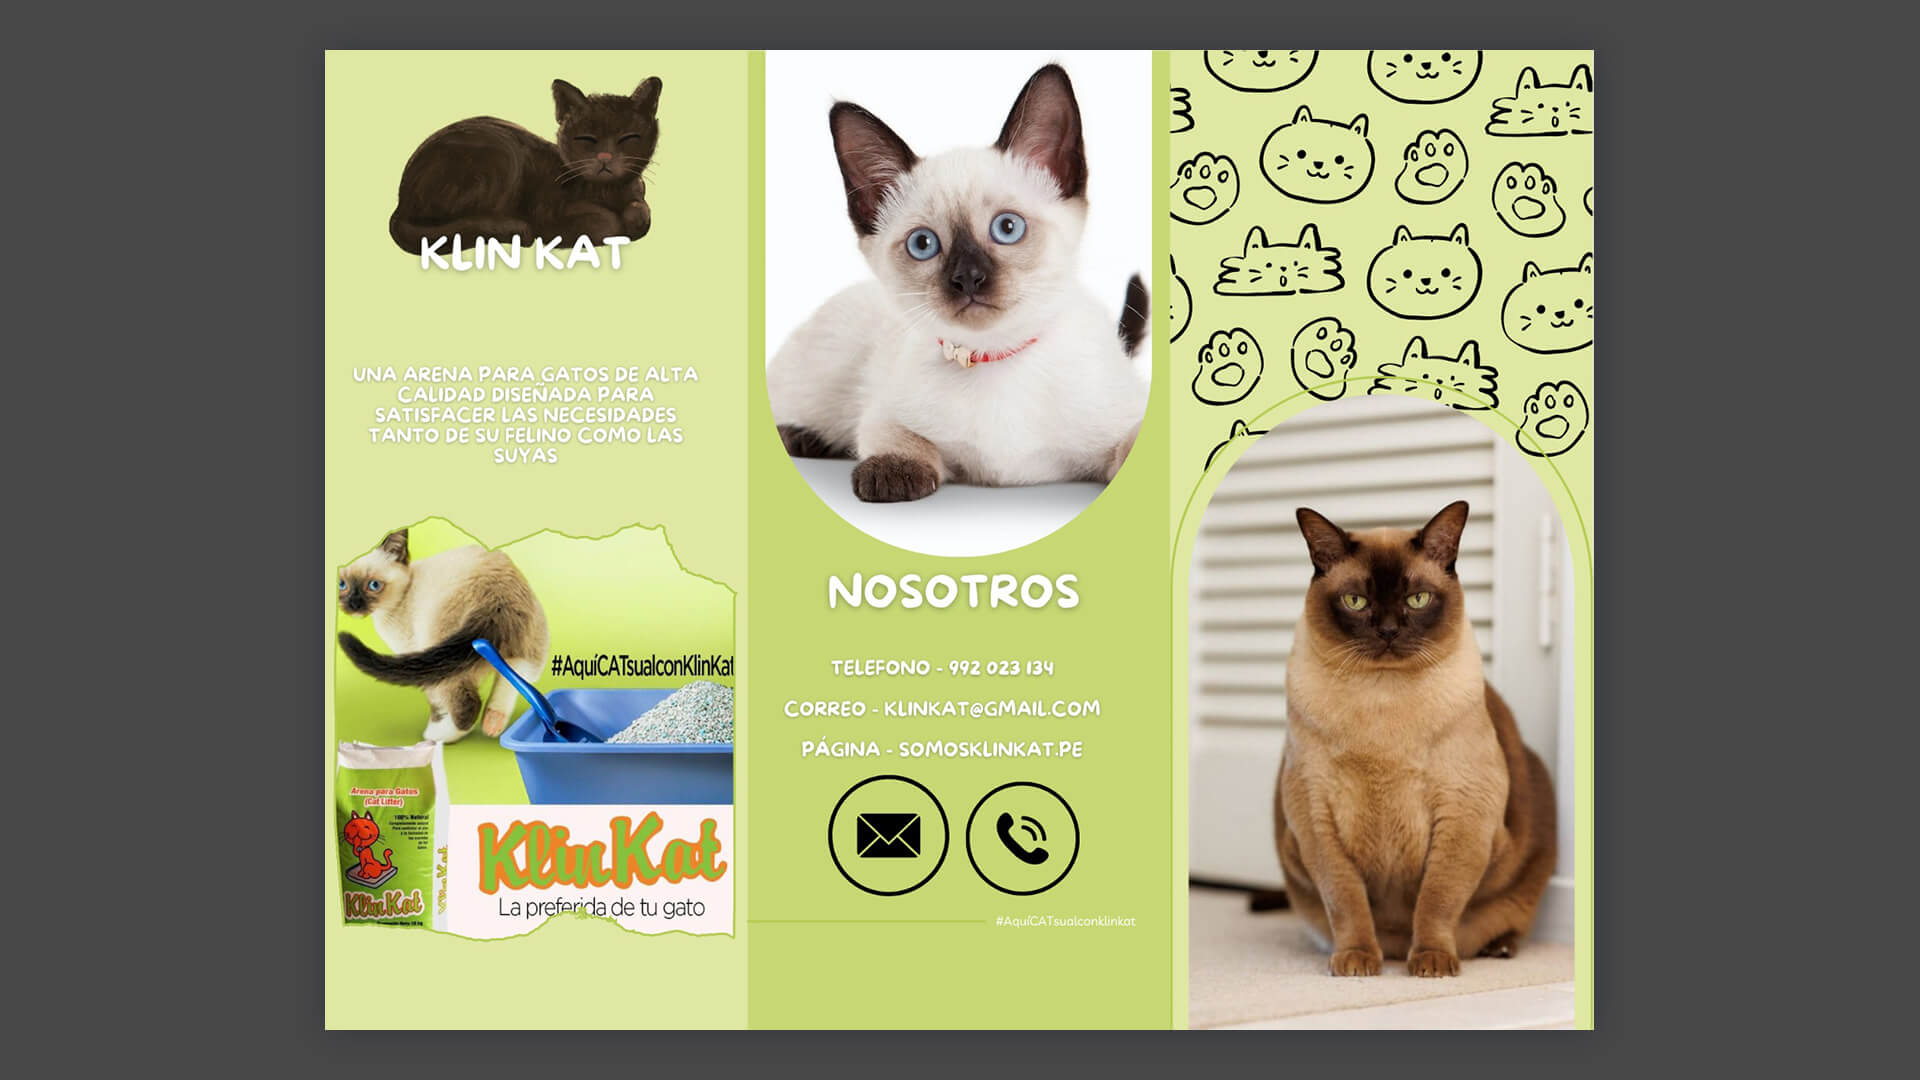 KLIN KAT
UNA ARENA PARA GATOS DE ALTA
CALIDAD DISEÑADA PARA
SATISFACER LAS NECESIDADES
TANTO DE SU FELINO COMO LAS
SUYAS
#AquíCATsualconKlinKat
Arena para Gatos
(Cat Litter)
100% Natural
KlinKat
KlinKat
KlinKat
La preferida de tu gato
NOSOTROS
TELEFONO - 992 023 134
CORREO - KLINKAT@GMAIL.COM
PÁGINA - SOMOSKLINKAT.PE
#AquíCATsualconklinkat